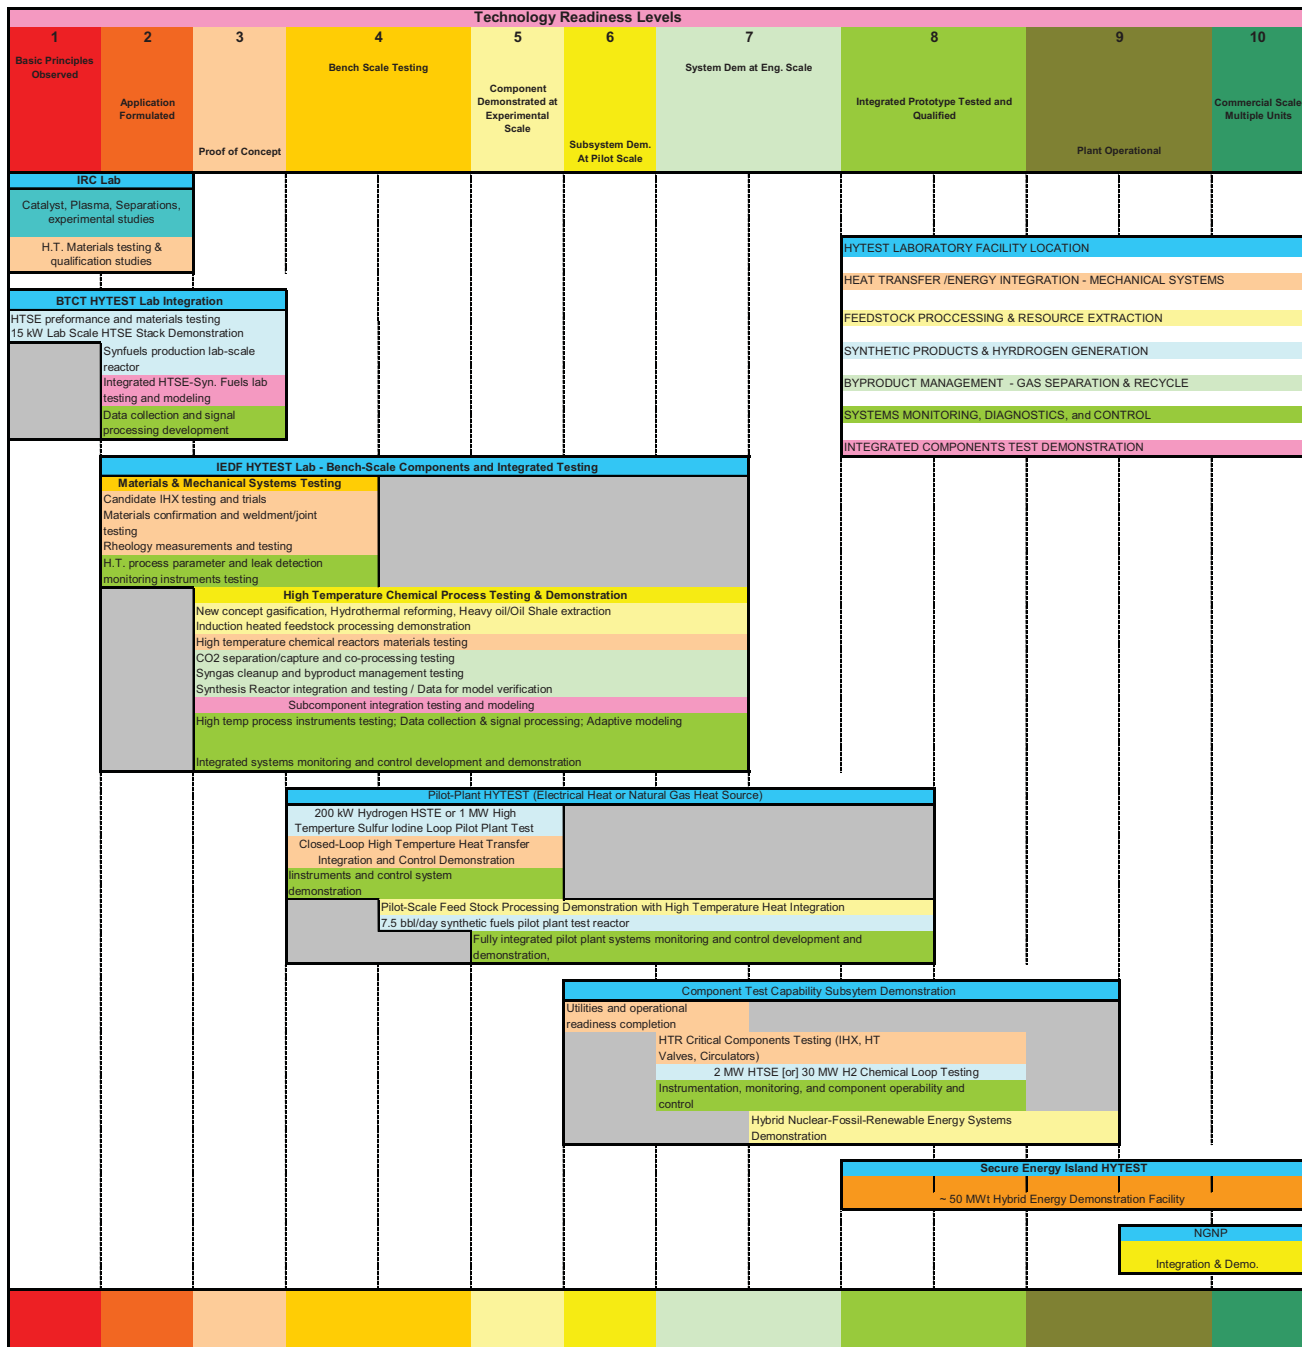 Technology Readiness Levels
1
2
3
4
5
6
7
8
9
10
Basic Principles
Observed
Application
Formulated
Proof of Concept
Bench Scale Testing
Component
Demonstrated at
Experimental
Scale
Subsystem Dem.
At Pilot Scale
System Dem at Eng. Scale
Integrated Prototype Tested and
Qualified
Plant Operational
Commercial Scale
Multiple Units
IRC Lab
Catalyst, Plasma, Separations,
experimental studies
H.T. Materials testing &
qualification studies
HYTEST LABORATORY FACILITY LOCATION
HEAT TRANSFER /ENERGY INTEGRATION - MECHANICAL SYSTEMS
FEEDSTOCK PROCCESSING & RESOURCE EXTRACTION
SYNTHETIC PRODUCTS & HYRDROGEN GENERATION
BYPRODUCT MANAGEMENT  - GAS SEPARATION & RECYCLE
SYSTEMS MONITORING, DIAGNOSTICS, and CONTROL
INTEGRATED COMPONENTS TEST DEMONSTRATION
BTCT HYTEST Lab Integration
HTSE preformance and materials testing
15 kW Lab Scale HTSE Stack Demonstration
Synfuels production lab-scale
reactor
Integrated HTSE-Syn. Fuels lab
testing and modeling
Data collection and signal
processing development
IEDF HYTEST Lab - Bench-Scale Components and Integrated Testing
Materials & Mechanical Systems Testing
Candidate IHX testing and trials
Materials confirmation and weldment/joint
testing
Rheology measurements and testing
H.T. process parameter and leak detection
monitoring instruments testing
High Temperature Chemical Process Testing & Demonstration
New concept gasification, Hydrothermal reforming, Heavy oil/Oil Shale extraction
Induction heated feedstock processing demonstration
High temperature chemical reactors materials testing
CO2 separation/capture and co-processing testing
Syngas cleanup and byproduct management testing
Synthesis Reactor integration and testing / Data for model verification
Subcomponent integration testing and modeling
High temp process instruments testing; Data collection & signal processing; Adaptive modeling
Integrated systems monitoring and control development and demonstration
Pilot-Plant HYTEST (Electrical Heat or Natural Gas Heat Source)
200 kW Hydrogen HSTE or 1 MW High
Temperture Sulfur Iodine Loop Pilot Plant Test
Closed-Loop High Temperture Heat Transfer
Integration and Control Demonstration
Iinstruments and control system
demonstration
Pilot-Scale Feed Stock Processing Demonstration with High Temperature Heat Integration
7.5 bbl/day synthetic fuels pilot plant test reactor
Fully integrated pilot plant systems monitoring and control development and
demonstration,
Component Test Capability Subsytem Demonstration
Utilities and operational
readiness completion
HTR Critical Components Testing (IHX, HT
Valves, Circulators)
2 MW HTSE [or] 30 MW H2 Chemical Loop Testing
Instrumentation, monitoring, and component operability and
control
Hybrid Nuclear-Fossil-Renewable Energy Systems
Demonstration
Secure Energy Island HYTEST
~ 50 MWt Hybrid Energy Demonstration Facility
NGNP
Integration & Demo.